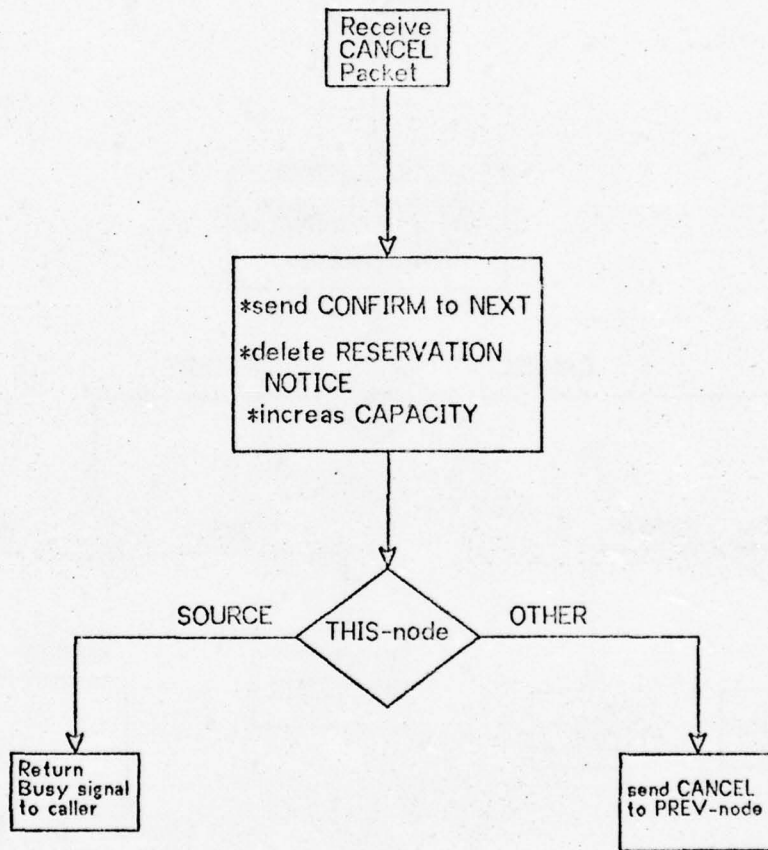 Receive
CANCEL
Packet
*send CONFIRM to NEXT
*delete RESERVATION
NOTICE
*increas CAPACITY
SOURCE
THIS-node
OTHER
Return
Busy signal
to caller
send CANCEL
to PREV-node